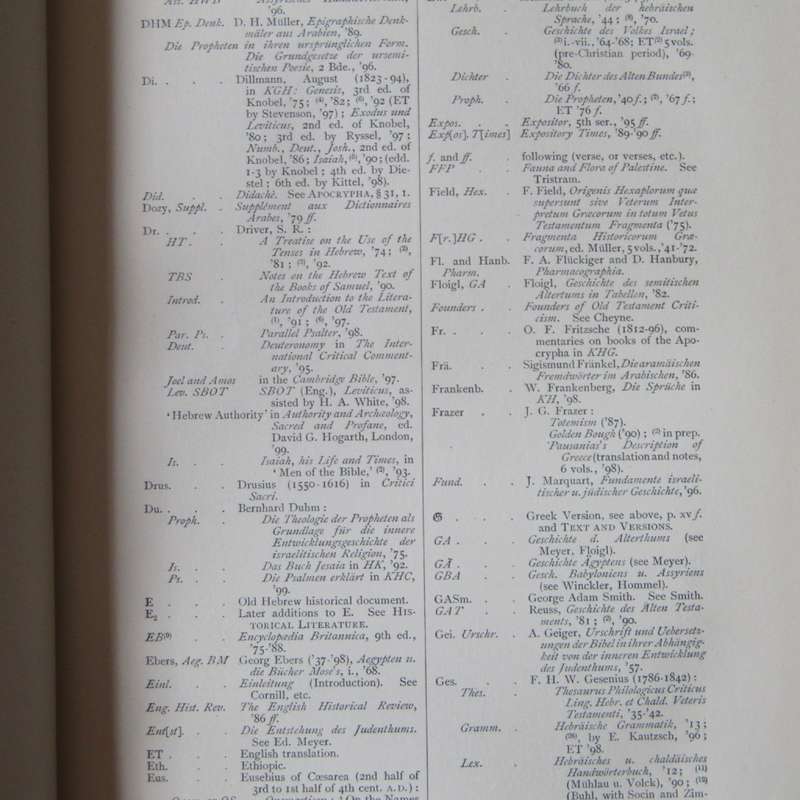 '96.
DHM Ep. Denk. D. H. Müller, Epigraphische Denk-
mäler aus Arabien, '89.
Die Propheten in ihren ursprünglichen Form.
Die Grundgesetze der ursemi-
tischen Poesie, 2 Bde., '96.
Di. . . Dillmann, August (1823-94),
in KGH: Genesis, 3rd ed. of
Knobel, '75; (4), '82; (6), '92 (ET
by Stevenson, '97); Exodus und
Leviticus, 2nd ed. of Knobel,
'80; 3rd ed. by Ryssel, '97;
Numb., Deut., Josh., 2nd ed. of
Knobel, '86; Isaiah, (5), '90; (edd.
1-3 by Knobel; 4th ed. by Die-
stel; 6th ed. by Kittel, '98).
Did. . . Didachè. See APOCRYPHA, § 31, 1.
Dozy, Suppl. . Supplément aux Dictionnaires
Arabes, '79 ff.
Dr. . . . Driver, S. R.:
HT. . . A Treatise on the Use of the
Tenses in Hebrew, '74; (2),
'81; (3), '92.
TBS . . Notes on the Hebrew Text of
the Books of Samuel, '90.
Introd. . An Introduction to the Litera-
ture of the Old Testament,
(1), '91; (6), '97.
Par. Ps. . Parallel Psalter, '98.
Deut. . . Deuteronomy in The Inter-
national Critical Comment-
ary, '95.
Joel and Amos in the Cambridge Bible, '97.
Lev. SBOT SBOT (Eng.), Leviticus, as-
sisted by H. A. White, '98.
'Hebrew Authority' in Authority and Archæology,
Sacred and Profane, ed.
David G. Hogarth, London,
'99.
Is. . . Isaiah, his Life and Times, in
'Men of the Bible,' (2), '93.
Drus. . . Drusius (1550-1616) in Critici
Sacri.
Du. . . . Bernhard Duhm:
Proph. . Die Theologie der Propheten als
Grundlage für die innere
Entwicklungsgeschichte der
israelitischen Religion, '75.
Is. . . Das Buch Jesaia in HK, '92.
Ps. . . Die Psalmen erklärt in KHC,
'99.
E . . . Old Hebrew historical document.
E₂ . . . Later additions to E. See HIS-
TORICAL LITERATURE.
EB(9) . . Encyclopædia Britannica, 9th ed.,
'75-'88.
Ebers, Aeg. BM Georg Ebers ('37-'98), Aegypten u.
die Bücher Mose's, i., '68.
Einl. . . Einleitung (Introduction). See
Cornill, etc.
Eng. Hist. Rev. The English Historical Review,
'86 ff.
Ent[st]. . . Die Entstehung des Judenthums.
See Ed. Meyer.
ET . . . English translation.
Eth. . . Ethiopic.
Eus. . . Eusebius of Cæsarea (2nd half of
3rd to 1st half of 4th cent. A.D.):
Lehrb. . Lehrbuch der hebräischen
Sprache, '44; (8), '70.
Gesch. . Geschichte des Volkes Israel;
(3) i.-vii., '64-'68; ET (2) 5 vols.
(pre-Christian period), '69-
'80.
Dichter . Die Dichter des Alten Bundes (3),
'66 f.
Proph. . Die Propheten, '40 f.; (2), '67 f.;
ET '76 f.
Expos. . . Expositor, 5th ser., '95 ff.
Exp[os]. T[imes] Expository Times, '89-'90 ff.
f. and ff. . following (verse, or verses, etc.).
FFP . . Fauna and Flora of Palestine. See
Tristram.
Field, Hex. . F. Field, Origenis Hexaplorum quæ
supersunt sive Veterum Inter-
pretum Græcorum in totum Vetus
Testamentum Fragmenta ('75).
F[r.]HG . . Fragmenta Historicorum Græ-
corum, ed. Müller, 5 vols., '41-'72.
Fl. and Hanb. F. A. Flückiger and D. Hanbury,
Pharm. Pharmacographia.
Floigl, GA . Floigl, Geschichte des semitischen
Altertums in Tabellen, '82.
Founders . . Founders of Old Testament Criti-
cism. See Cheyne.
Fr. . . . O. F. Fritzsche (1812-96), com-
mentaries on books of the Apo-
crypha in KHG.
Frä. . . Sigismund Fränkel, Die aramäischen
Fremdwörter im Arabischen, '86.
Frankenb. . W. Frankenberg, Die Sprüche in
KH, '98.
Frazer . . J. G. Frazer:
Totemism ('87).
Golden Bough ('90); (2) in prep.
Pausanias's Description of
Greece (translation and notes,
6 vols., '98).
Fund. . . J. Marquart, Fundamente israeli-
tischer u. jüdischer Geschichte, '96.
𝔊 . . . Greek Version, see above, p. xv f.
and TEXT AND VERSIONS.
GA . . . Geschichte d. Alterthums (see
Meyer, Floigl).
GÄ . . . Geschichte Ägyptens (see Meyer).
GBA . . Gesch. Babyloniens u. Assyriens
(see Winckler, Hommel).
GASm. . . George Adam Smith. See Smith.
GAT . . Reuss, Geschichte des Alten Testa-
ments, '81; (2), '90.
Gei. Urschr. . A. Geiger, Urschrift und Uebersetz-
ungen der Bibel in ihrer Abhängig-
keit von der inneren Entwicklung
des Judenthums, '57.
Ges. . . F. H. W. Gesenius (1786-1842):
Thes. . Thesaurus Philologicus Criticus
Ling. Hebr. et Chald. Veteris
Testamenti, '35-'42.
Gramm. . Hebräische Grammatik, '13;
(26), by E. Kautzsch, '96;
ET '98.
Lex. . . Hebräisches u. chaldäisches
Handwörterbuch, '12; (11)
(Mühlau u. Volck), '90; (12)
(Buhl, with Socin and Zim-